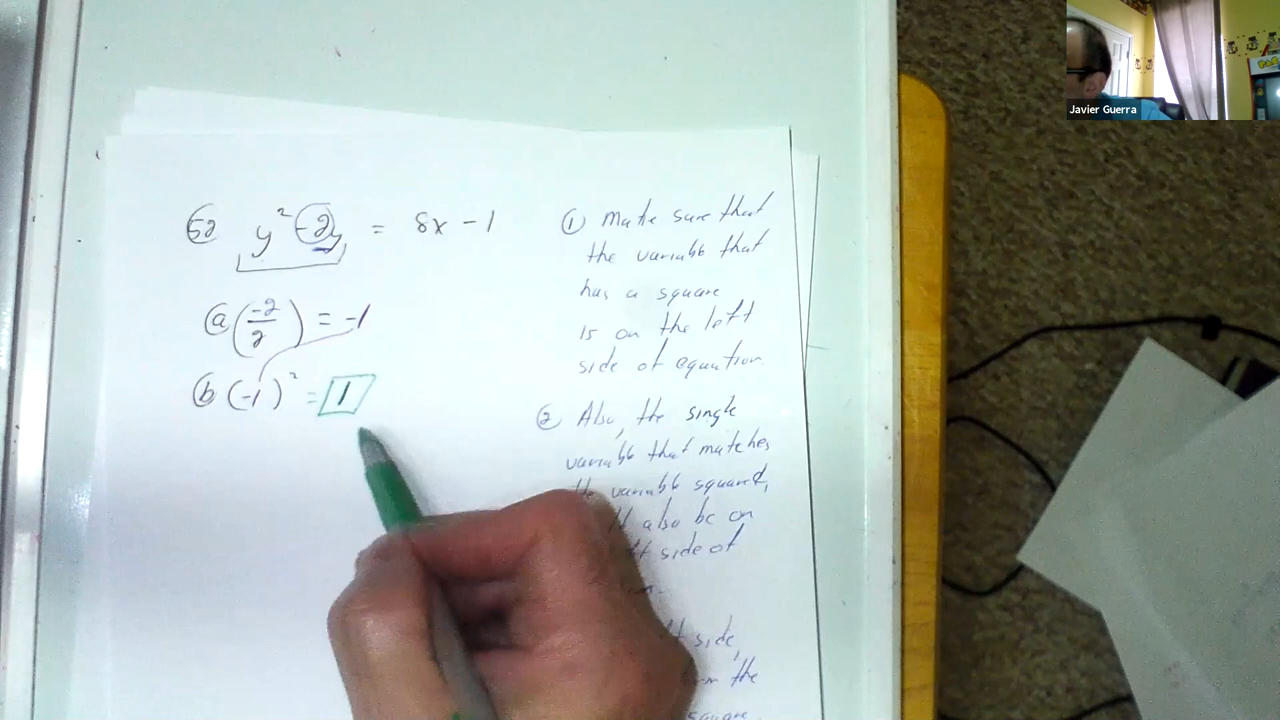 52 y² -2y = 8x - 1
a (-2/2) = -1
b (-1)² = 1
① Make sure that
the variable that
has a square
is on the left
side of equation.
② Also, the single
variable that matches
the variable squared,
also be on
side of
side,
the
square
Javier Guerra